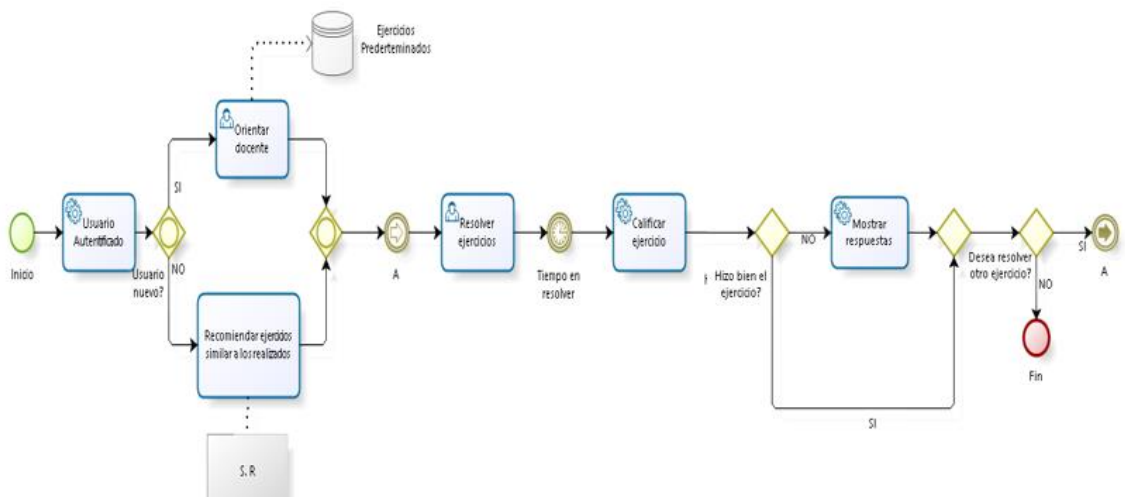 Ejercicios
Prederteminados
Orientar
docente
SI
Usuario
Autentificado
Inicio
Usuario
nuevo?
NO
A
Resolver
ejercicios
Tiempo en
resolver
Calificar
ejercicio
Hizo bien el
ejercicio?
NO
Mostrar
respuestas
Desea resolver
otro ejercicio?
SI
A
NO
Fin
SI
Recomiendar ejercicios
similar a los realizados
S. R